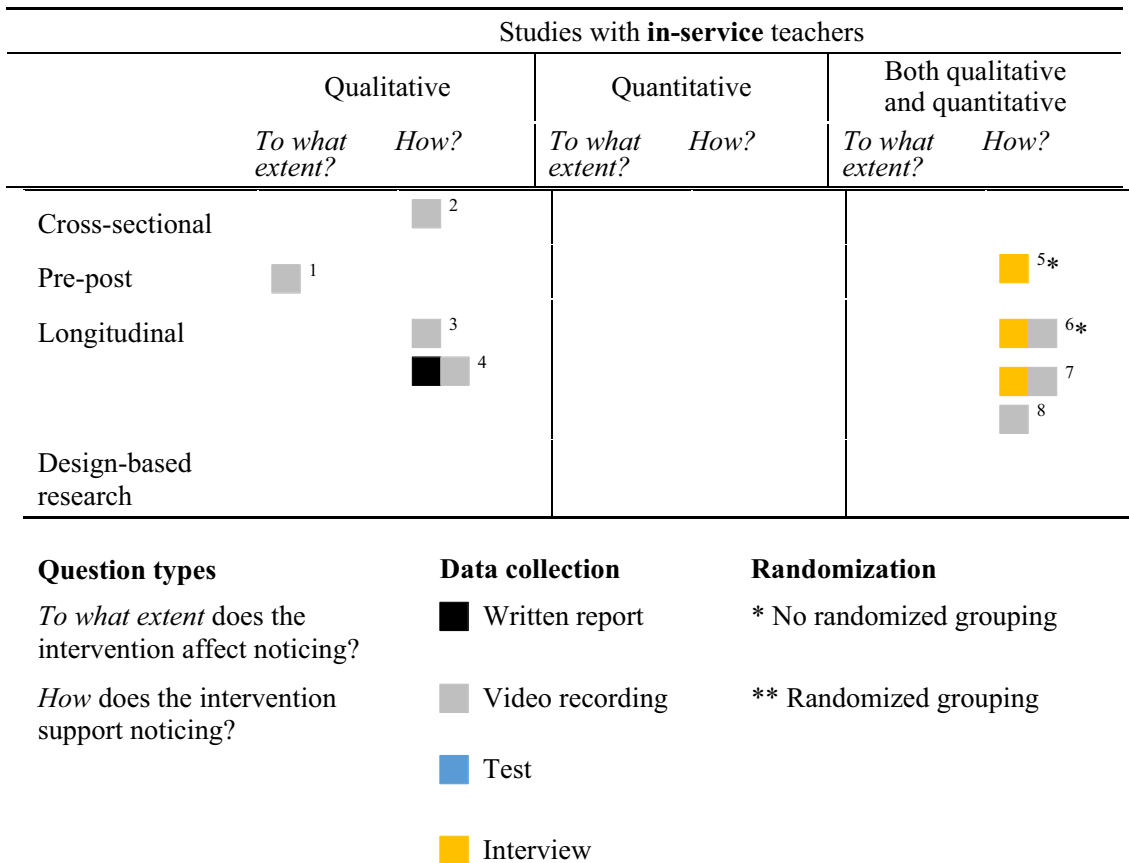 Studies with in-service teachers
Qualitative Quantitative Both qualitative
and quantitative
To what How? To what How? To what How?
extent? extent? extent?
Cross-sectional 2
Pre-post 1 5*
Longitudinal 3 6*
4 7
8
Design-based
research
Question types Data collection Randomization
To what extent does the Written report * No randomized grouping
intervention affect noticing?
How does the intervention Video recording ** Randomized grouping
support noticing?
Test
Interview